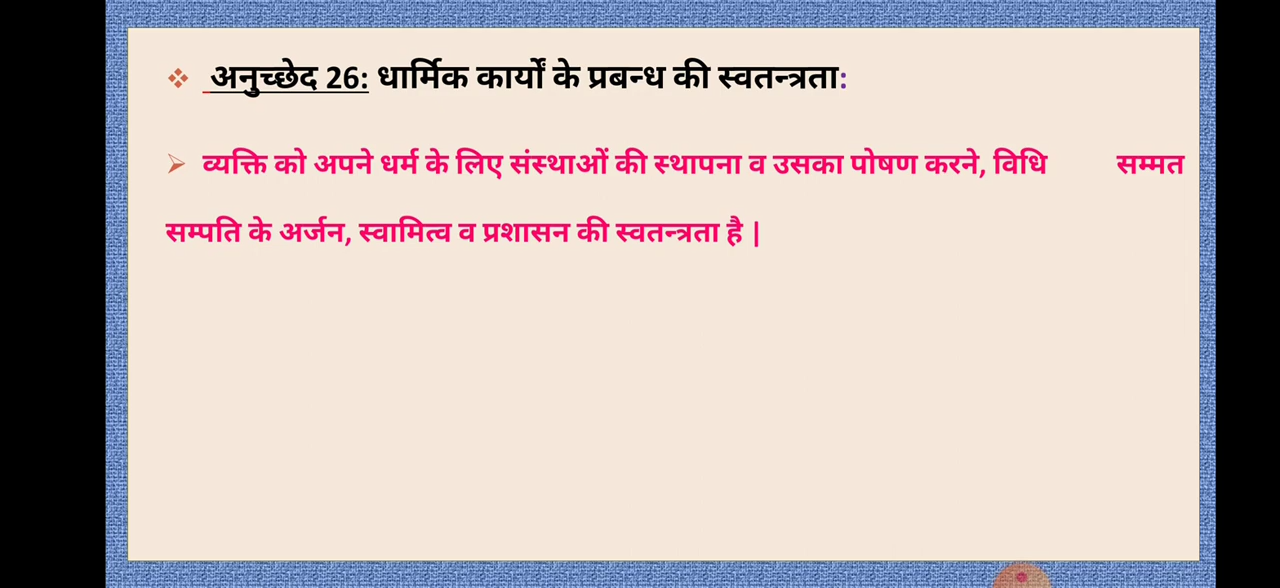 अनुच्छेद 26: धार्मिक कार्यों के प्रबन्ध की स्वतन्त्रता:
व्यक्ति को अपने धर्म के लिए संस्थाओं की स्थापना व उसका पोषण करने, विधि सम्मत
सम्पति के अर्जन, स्वामित्व व प्रशासन की स्वतन्त्रता है |